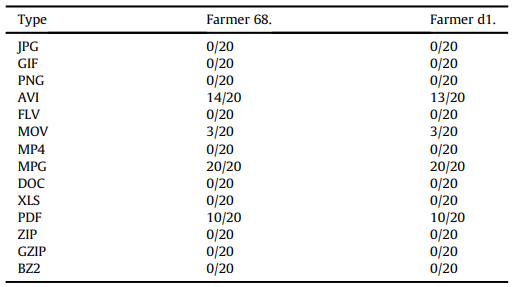 Type Farmer 68. Farmer d1.
JPG 0/20 0/20
GIF 0/20 0/20
PNG 0/20 0/20
AVI 14/20 13/20
FLV 0/20 0/20
MOV 3/20 3/20
MP4 0/20 0/20
MPG 20/20 20/20
DOC 0/20 0/20
XLS 0/20 0/20
PDF 10/20 10/20
ZIP 0/20 0/20
GZIP 0/20 0/20
BZ2 0/20 0/20